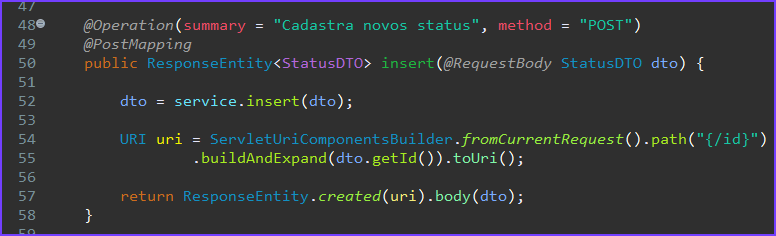 47
48 @Operation(summary = "Cadastra novos status", method = "POST")
49 @PostMapping
50 public ResponseEntity<StatusDTO> insert(@RequestBody StatusDTO dto) {
51
52 dto = service.insert(dto);
53
54 URI uri = ServletUriComponentsBuilder.fromCurrentRequest().path("{/id}")
55 .buildAndExpand(dto.getId()).toUri();
56
57 return ResponseEntity.created(uri).body(dto);
58 }
59